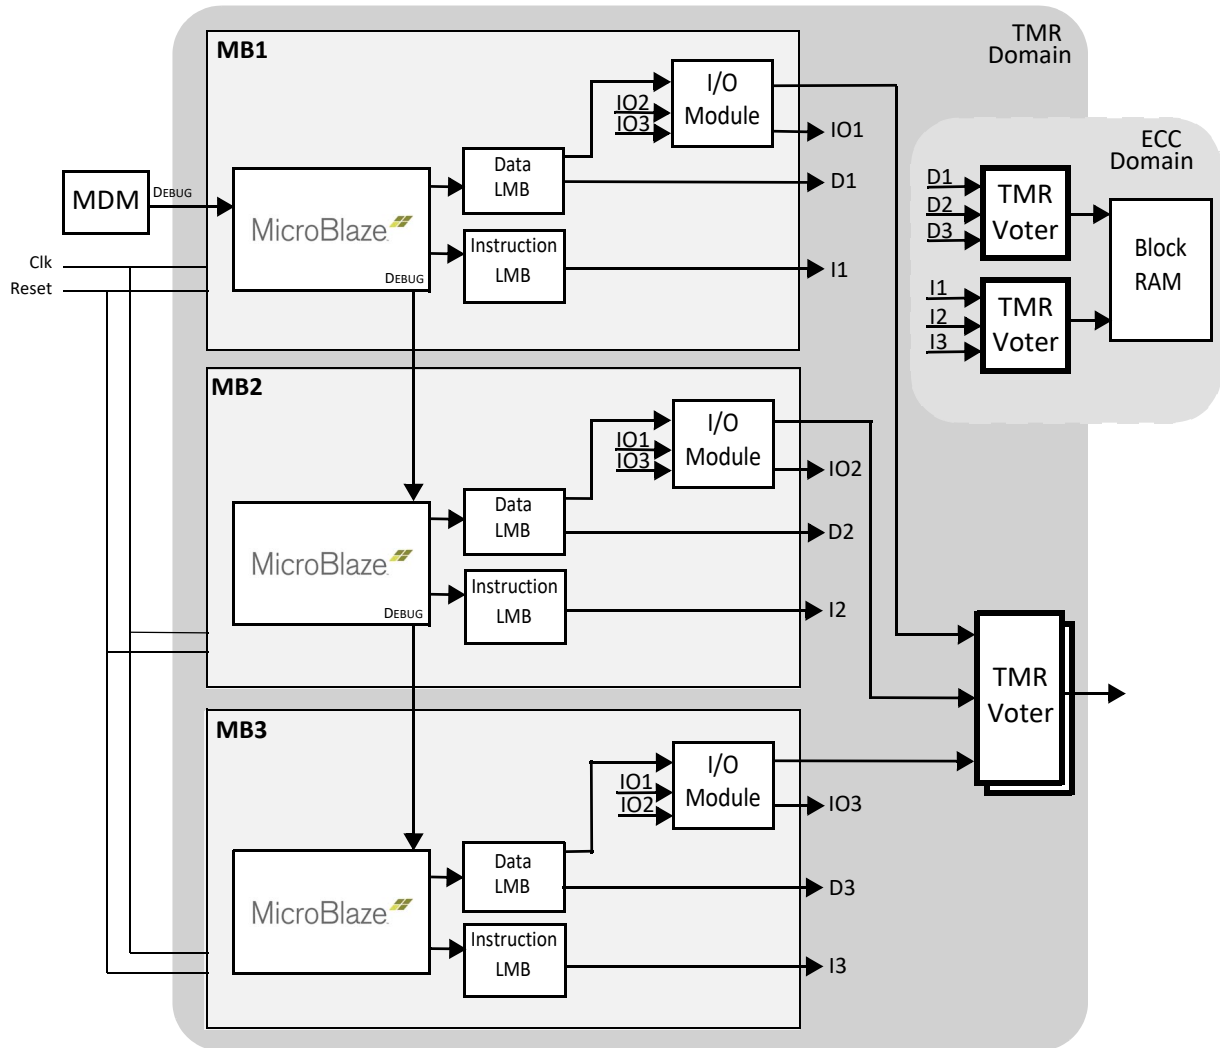 TMR
Domain
MB1
I/O
Module
IO2
IO3
IO1
Data
LMB
D1
MDM
DEBUG
MicroBlaze
DEBUG
Instruction
LMB
I1
Clk
Reset
ECC
Domain
D1
D2
D3
TMR
Voter
I1
I2
I3
TMR
Voter
Block
RAM
MB2
I/O
Module
IO1
IO3
IO2
Data
LMB
D2
MicroBlaze
DEBUG
Instruction
LMB
I2
TMR
Voter
MB3
I/O
Module
IO1
IO2
IO3
Data
LMB
D3
MicroBlaze
Instruction
LMB
I3